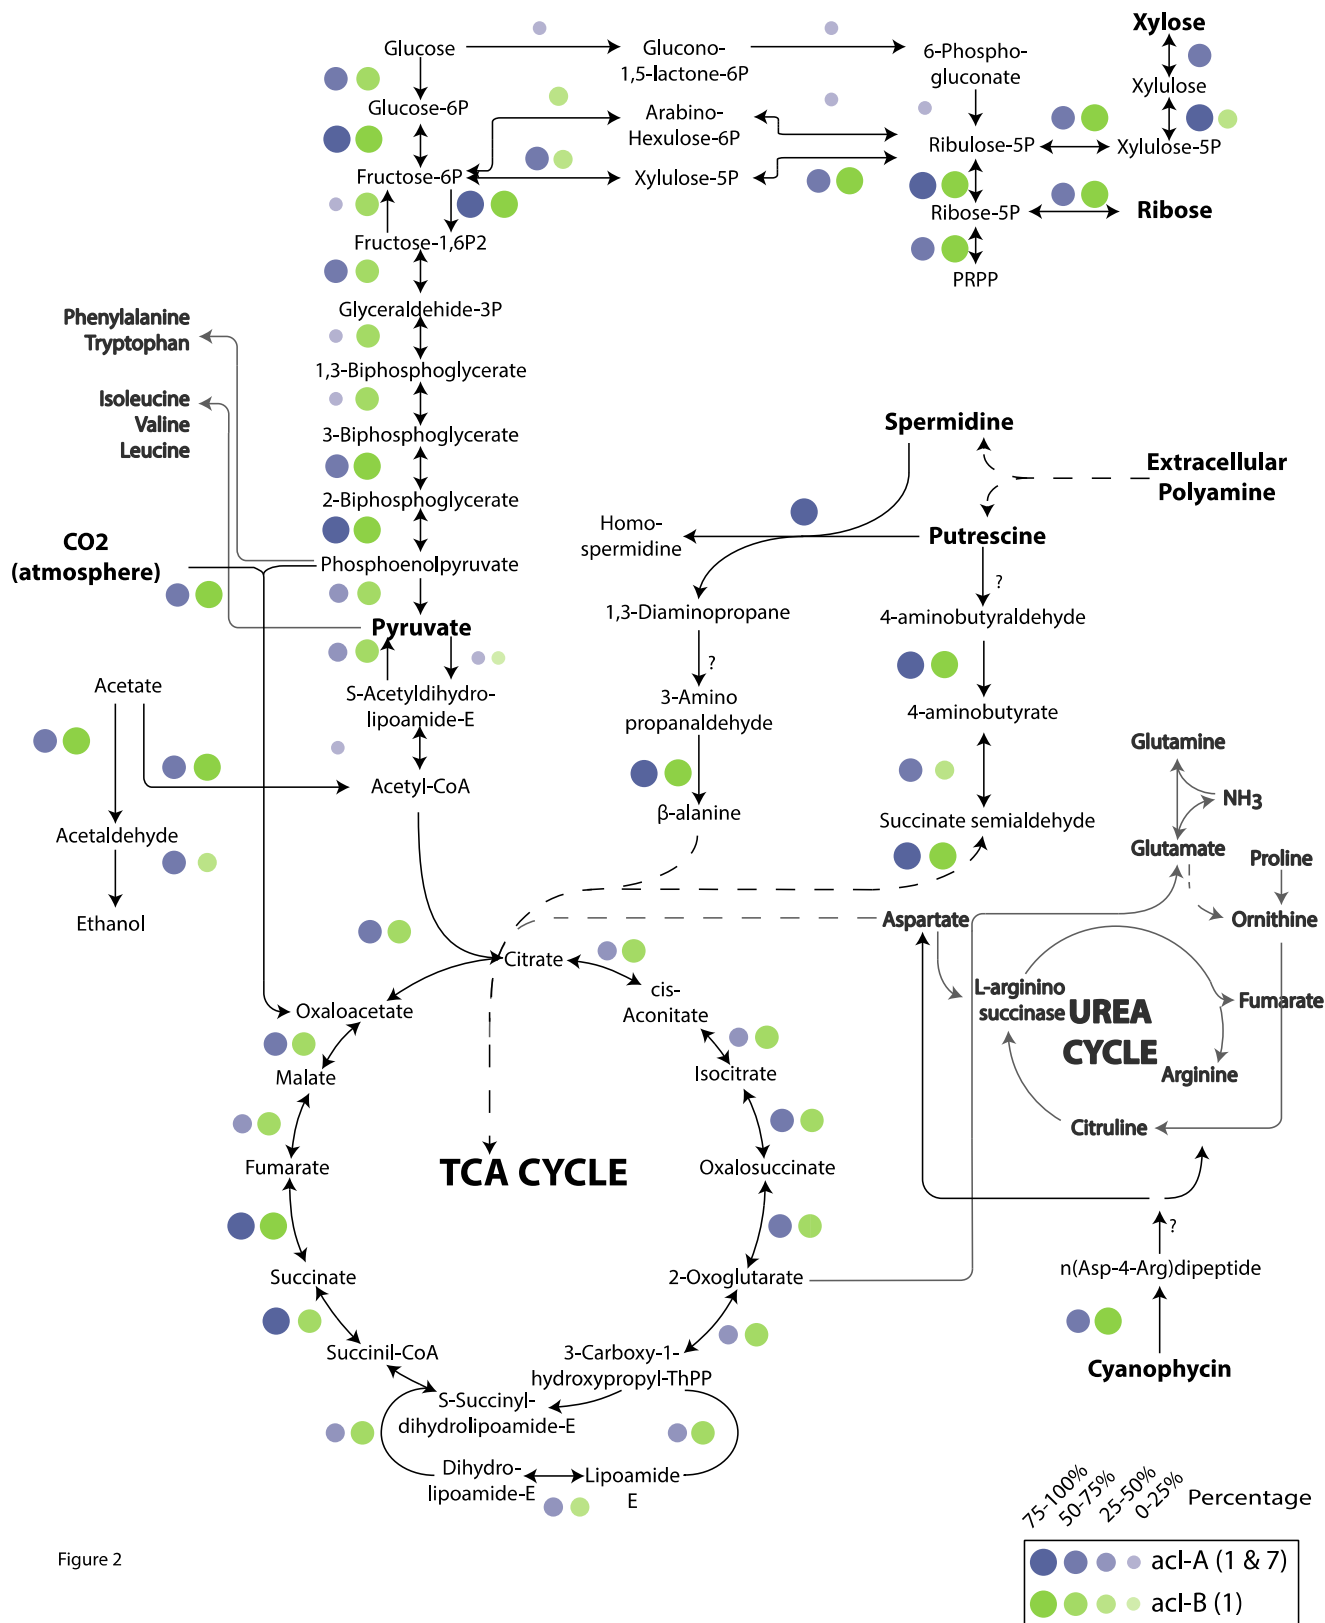 Glucose
Glucono-
1,5-lactone-6P
6-Phospho-
gluconate
Xylose
Xylulose
Glucose-6P
Arabino-
Hexulose-6P
Ribulose-5P
Xylulose-5P
Fructose-6P
Xylulose-5P
Ribose-5P
Ribose
Fructose-1,6P2
PRPP
Glyceraldehide-3P
Phenylalanine
Tryptophan
1,3-Biphosphoglycerate
Isoleucine
Valine
Leucine
3-Biphosphoglycerate
Spermidine
Extracellular
Polyamine
2-Biphosphoglycerate
Homo-
spermidine
Putrescine
CO2
(atmosphere)
Phosphoenolpyruvate
?
1,3-Diaminopropane
4-aminobutyraldehyde
Pyruvate
?
Acetate
S-Acetyldihydro-
lipoamide-E
3-Amino
propanaldehyde
4-aminobutyrate
Glutamine
NH3
Acetyl-CoA
β-alanine
Succinate semialdehyde
Acetaldehyde
Glutamate
Proline
Ethanol
Aspartate
Ornithine
Citrate
cis-
Aconitate
L-arginino
succinase
UREA
CYCLE
Fumarate
Oxaloacetate
Malate
Isocitrate
Arginine
Citruline
Fumarate
TCA CYCLE
Oxalosuccinate
?
Succinate
2-Oxoglutarate
n(Asp-4-Arg)dipeptide
Succinil-CoA
3-Carboxy-1-
hydroxypropyl-ThPP
Cyanophycin
S-Succinyl-
dihydrolipoamide-E
Dihydro-
lipoamide-E
Lipoamide
E
75-100%
50-75%
25-50%
0-25%
Percentage
acI-A (1 & 7)
acI-B (1)
Figure 2